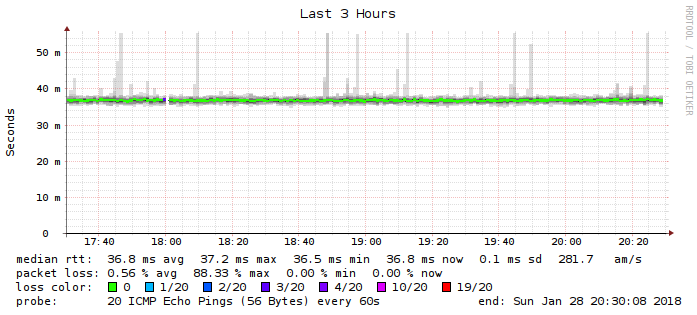 Last 3 Hours
RRDTOOL / TOBI OETIKER
Seconds
50 m
40 m
30 m
20 m
10 m
0
17:40 18:00 18:20 18:40 19:00 19:20 19:40 20:00 20:20
median rtt: 36.8 ms avg 37.2 ms max 36.5 ms min 36.8 ms now 0.1 ms sd 281.7 am/s
packet loss: 0.56 % avg 88.33 % max 0.00 % min 0.00 % now
loss color: 0 1/20 2/20 3/20 4/20 10/20 19/20
probe: 20 ICMP Echo Pings (56 Bytes) every 60s end: Sun Jan 28 20:30:08 2018